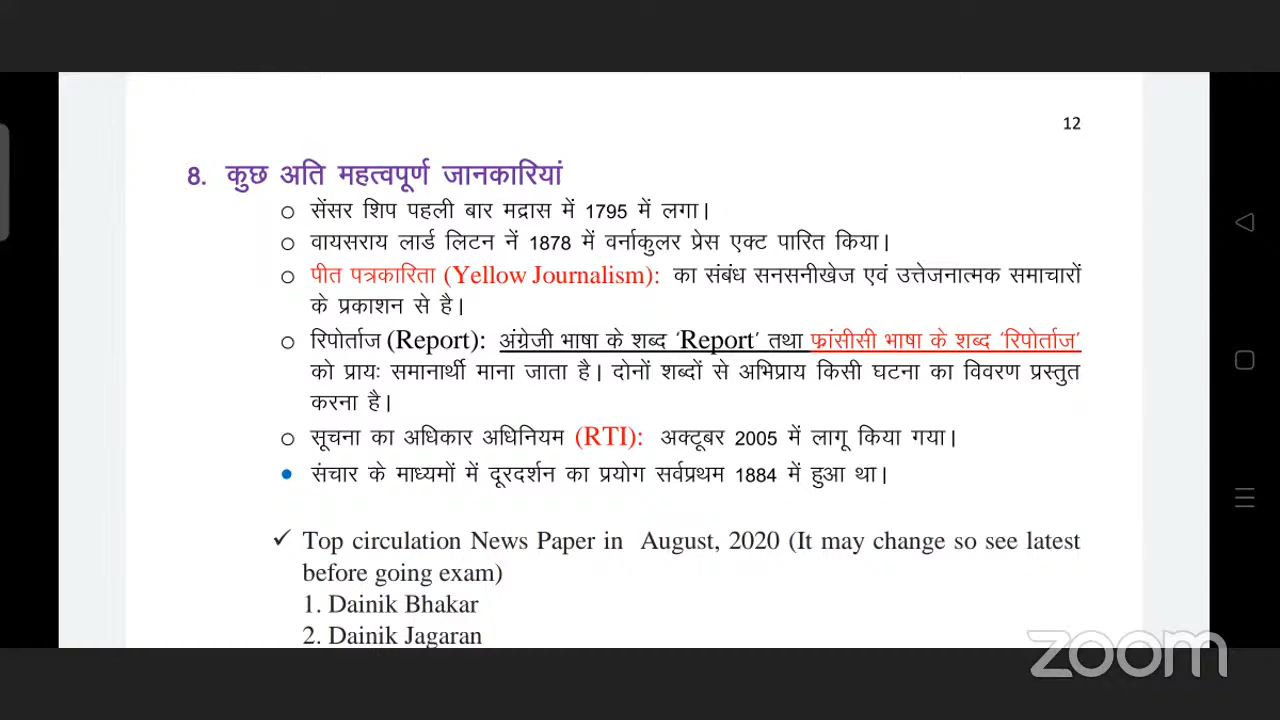 12
8. कुछ अति महत्वपूर्ण जानकारियां
○ सेंसर शिप पहली बार मद्रास में 1795 में लगा।
○ वायसराय लार्ड लिटन नें 1878 में वर्नाकुलर प्रेस एक्ट पारित किया।
○ पीत पत्रकारिता (Yellow Journalism): का संबंध सनसनीखेज एवं उत्तेजनात्मक समाचारों
के प्रकाशन से है।
○ रिपोर्ताज (Report): अंग्रेजी भाषा के शब्द ‘Report’ तथा फ्रांसीसी भाषा के शब्द ‘रिपोर्ताज’
को प्रायः समानार्थी माना जाता है। दोनों शब्दों से अभिप्राय किसी घटना का विवरण प्रस्तुत
करना है।
○ सूचना का अधिकार अधिनियम (RTI): अक्टूबर 2005 में लागू किया गया।
• संचार के माध्यमों में दूरदर्शन का प्रयोग सर्वप्रथम 1884 में हुआ था।
✓ Top circulation News Paper in August, 2020 (It may change so see latest
before going exam)
1. Dainik Bhakar
2. Dainik Jagaran
zoom